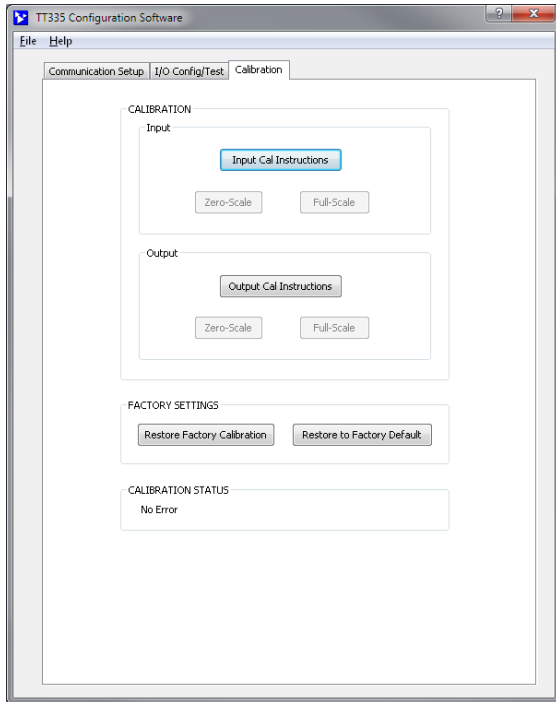 TT335 Configuration Software
File Help
Communication Setup I/O Config/Test Calibration
CALIBRATION
Input
Input Cal Instructions
Zero-Scale Full-Scale
Output
Output Cal Instructions
Zero-Scale Full-Scale
FACTORY SETTINGS
Restore Factory Calibration Restore to Factory Default
CALIBRATION STATUS
No Error